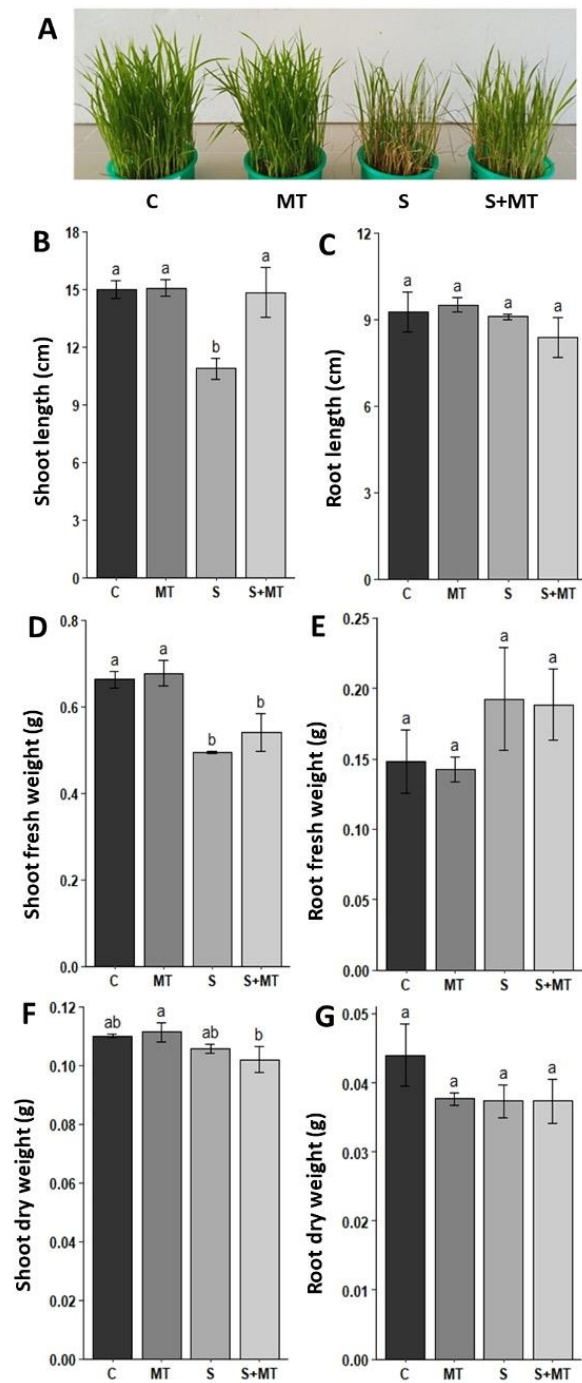 A
C MT S S+MT
B
Shoot length (cm)
18
15
12
9
6
3
0
a a b a
C MT S S+MT
C
Root length (cm)
12
9
6
3
0
a a a a
C MT S S+MT
D
Shoot fresh weight (g)
0.8
0.6
0.4
0.2
0.0
a a b b
C MT S S+MT
E
Root fresh weight (g)
0.25
0.20
0.15
0.10
0.05
0.00
a a a a
C MT S S+MT
F
Shoot dry weight (g)
0.12
0.10
0.08
0.06
0.04
0.02
0.00
ab a ab b
C MT S S+MT
G
Root dry weight (g)
0.05
0.04
0.03
0.02
0.01
0.00
a a a a
C MT S S+MT